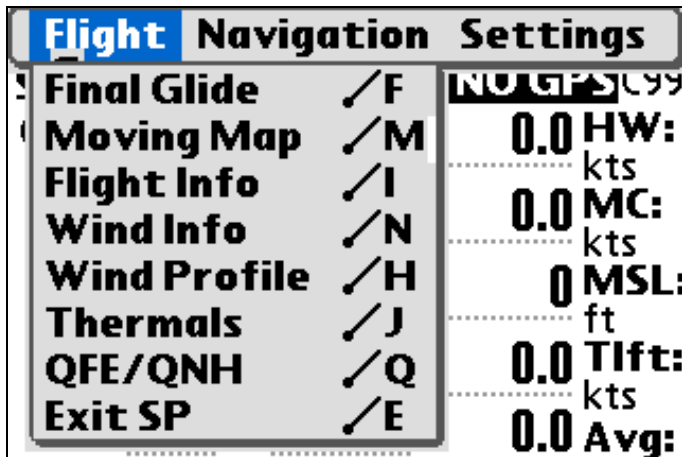 Flight Navigation Settings
Final Glide ⟋F NO GPS
Moving Map ⟋M 0.0 HW:
Flight Info ⟋I kts
Wind Info ⟋N 0.0 MC:
kts
Wind Profile ⟋H 0 MSL:
Thermals ⟋J ft
QFE/QNH ⟋Q 0.0 Tlft:
kts
Exit SP ⟋E 0.0 Avg: